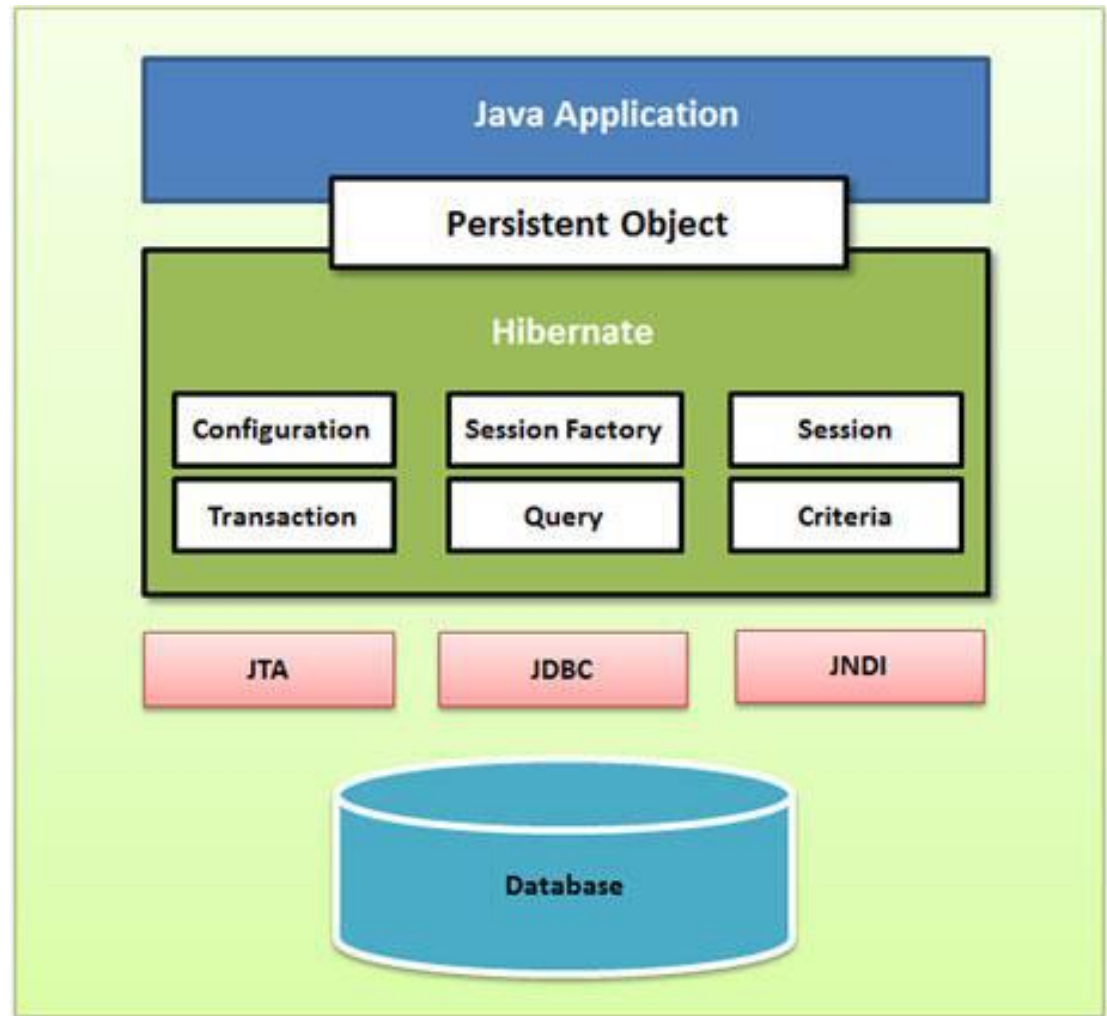 Java Application
Persistent Object
Hibernate
Configuration
Session Factory
Session
Transaction
Query
Criteria
JTA
JDBC
JNDI
Database